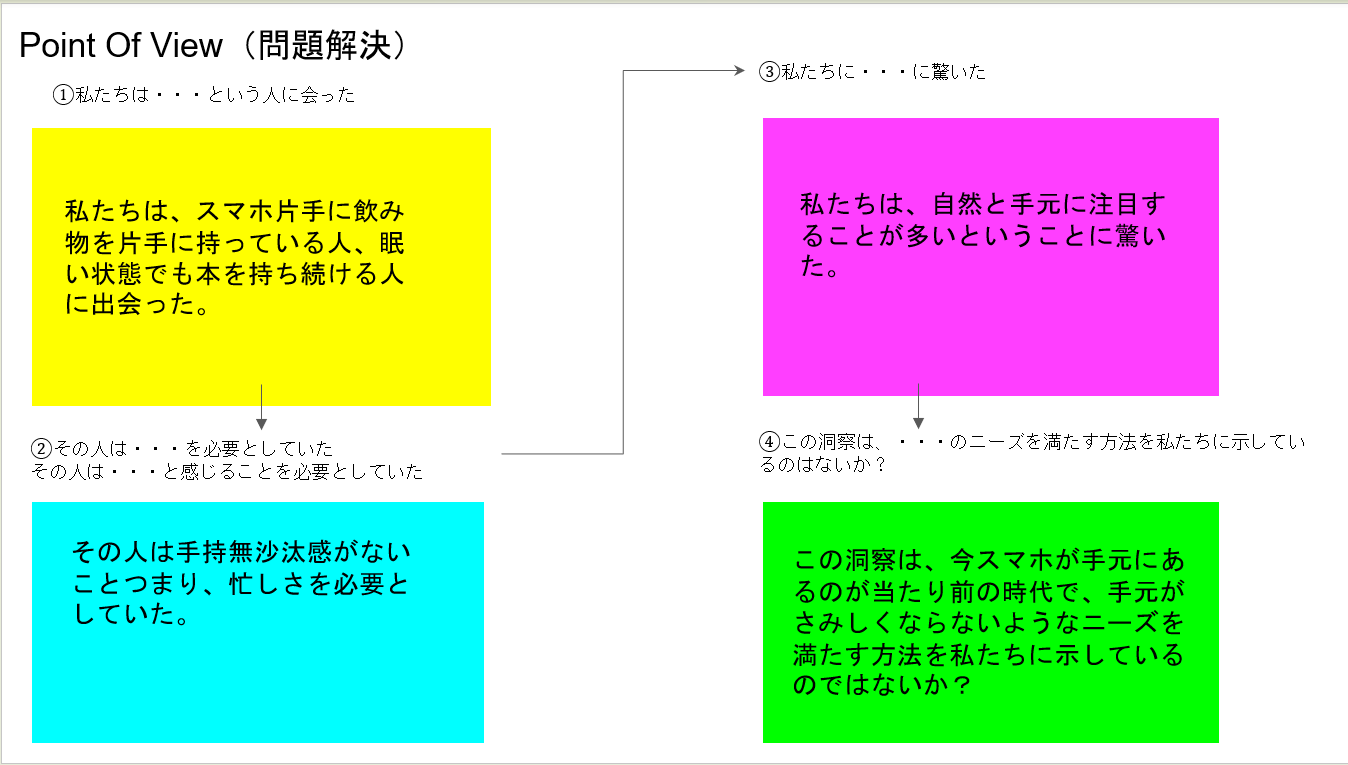 Point Of View（問題解決）
①私たちは・・・という人に会った
私たちは、スマホ片手に飲み
物を片手に持っている人、眠
い状態でも本を持ち続ける人
に出会った。
②その人は・・・を必要としていた
その人は・・・と感じることを必要としていた
その人は手持無沙汰感がない
ことつまり、忙しさを必要と
していた。
③私たちに・・・に驚いた
私たちは、自然と手元に注目す
ることが多いということに驚い
た。
④この洞察は、・・・のニーズを満たす方法を私たちに示してい
るのはないか？
この洞察は、今スマホが手元にあ
るのが当たり前の時代で、手元が
さみしくならないようなニーズを
満たす方法を私たちに示している
のではないか？